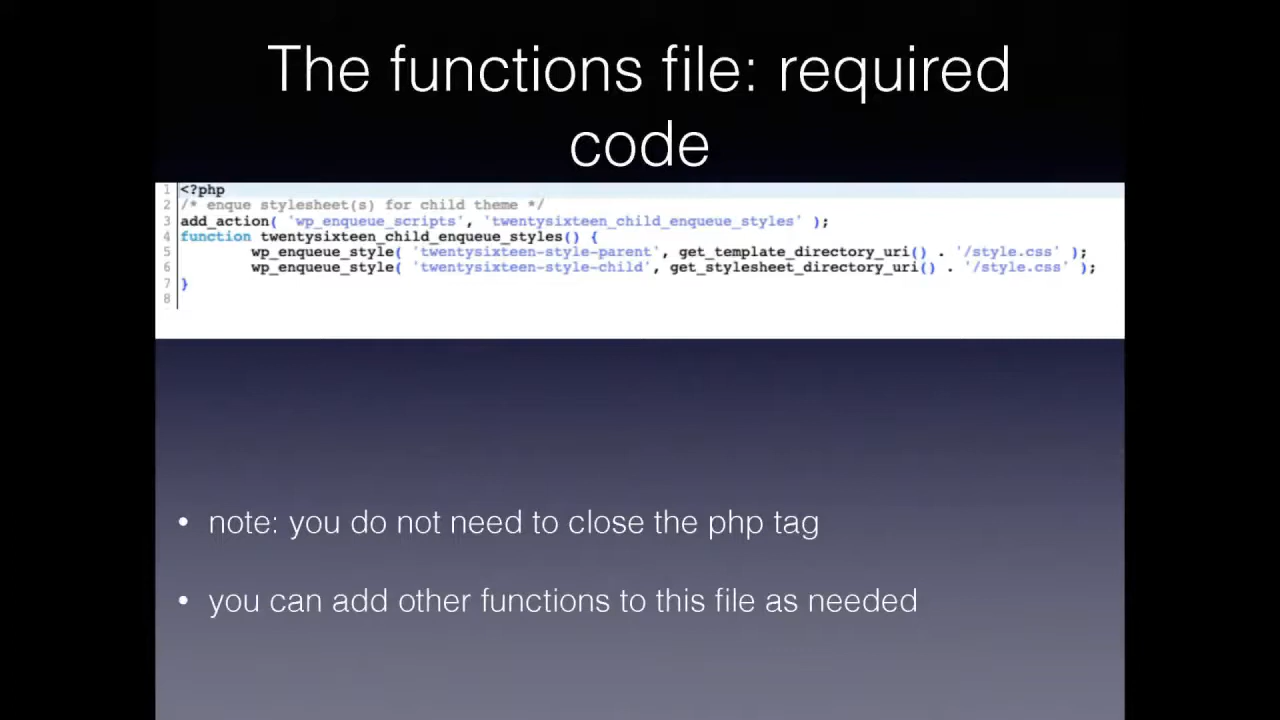 The functions file: required
code
1 <?php
2 /* enque stylesheet(s) for child theme */
3 add_action( 'wp_enqueue_scripts', 'twentysixteen_child_enqueue_styles' );
4 function twentysixteen_child_enqueue_styles() {
5 wp_enqueue_style( 'twentysixteen-style-parent', get_template_directory_uri() . '/style.css' );
6 wp_enqueue_style( 'twentysixteen-style-child', get_stylesheet_directory_uri() . '/style.css' );
7 }
8
• note: you do not need to close the php tag
• you can add other functions to this file as needed